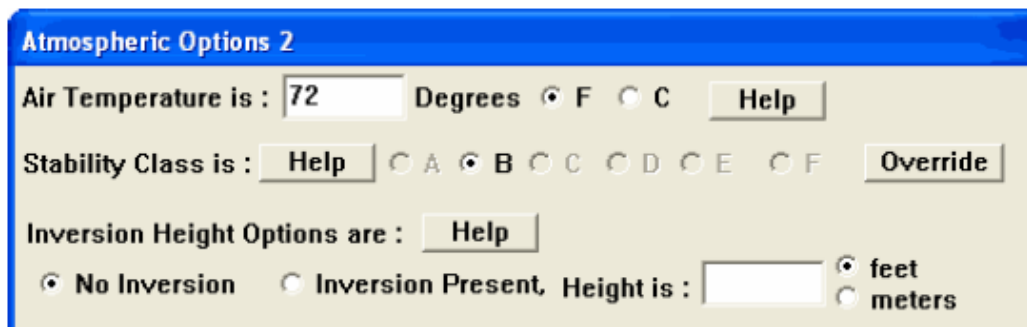 Atmospheric Options 2
Air Temperature is : 72 Degrees F C Help
Stability Class is : Help A B C D E F Override
Inversion Height Options are : Help
No Inversion Inversion Present, Height is : feet
meters